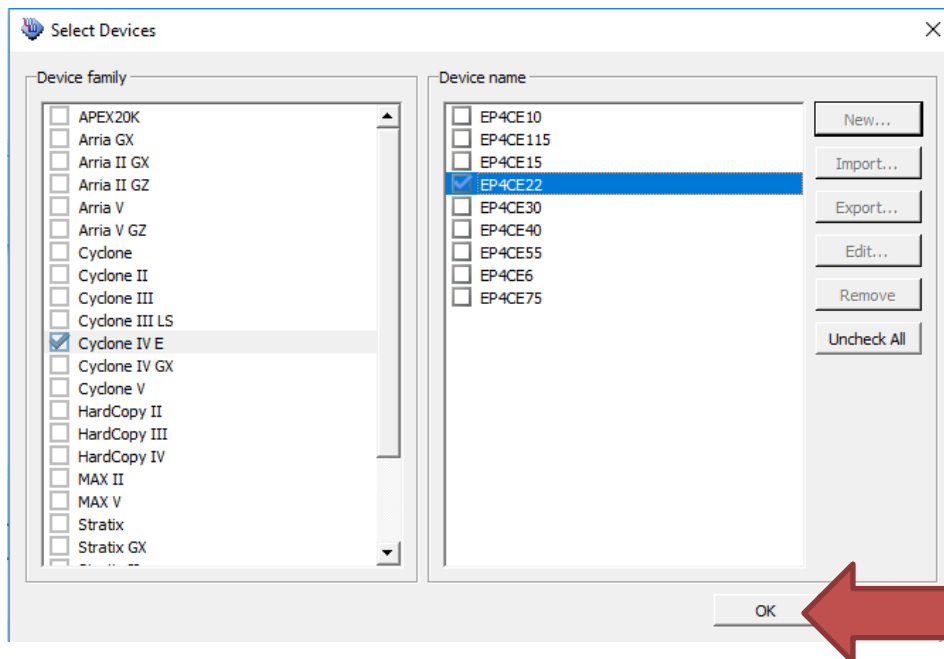 Select Devices
Device family
APEX20K
Arria GX
Arria II GX
Arria II GZ
Arria V
Arria V GZ
Cyclone
Cyclone II
Cyclone III
Cyclone III LS
Cyclone IV E
Cyclone IV GX
Cyclone V
HardCopy II
HardCopy III
HardCopy IV
MAX II
MAX V
Stratix
Stratix GX
Device name
EP4CE10
EP4CE115
EP4CE15
EP4CE22
EP4CE30
EP4CE40
EP4CE55
EP4CE6
EP4CE75
New...
Import...
Export...
Edit...
Remove
Uncheck All
OK